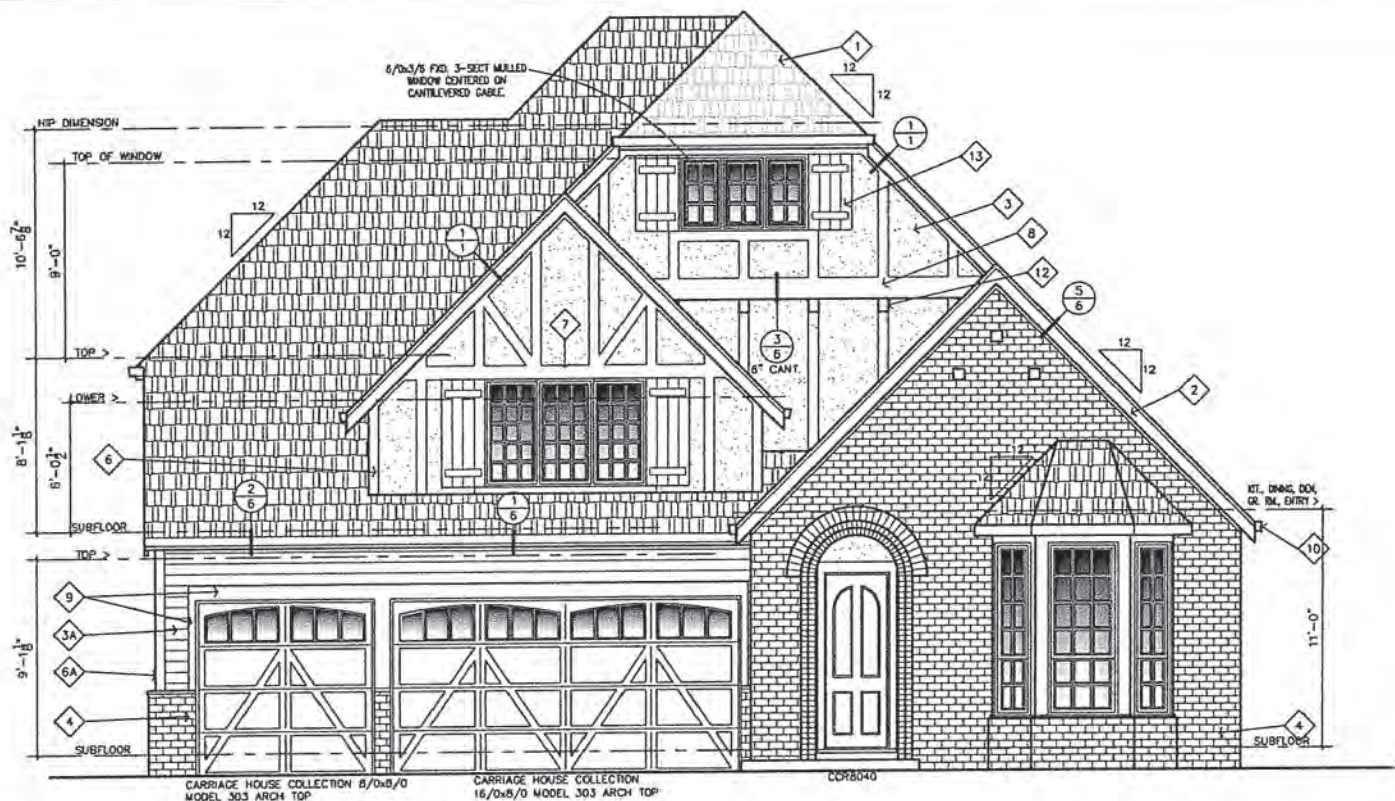 6/0x3/6 FXD. 3-SECT MULLED
WINDOW CENTERED ON
CANTILEVERED GABLE.
1
12
12
HIP DIMENSION
TOP OF WINDOW
1
1
13
12
12
3
8
12
10'-6 7/8"
9'-0"
1
1
5
6
7
3
6
6" CANT.
12
12
TOP >
LOWER >
2
8'-1 1/8"
6'-0 1/2"
6
12
12
2
6
1
6
KIT., DINING, DEN,
GR. RM., ENTRY >
SUBFLOOR
TOP >
10
9
3A
6A
4
9'-1 1/8"
11'-0"
4
SUBFLOOR
SUBFLOOR
CARRIAGE HOUSE COLLECTION 8/0x8/0
MODEL 303 ARCH TOP
CARRIAGE HOUSE COLLECTION
16/0x8/0 MODEL 303 ARCH TOP
CCR8040